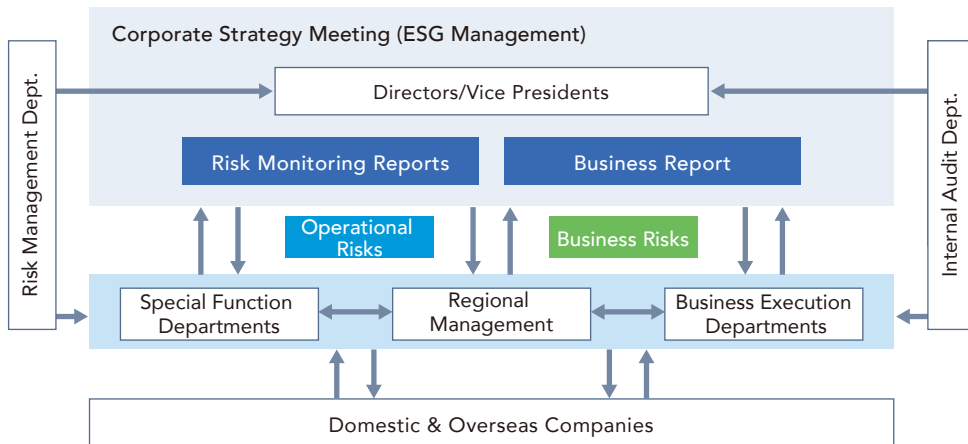 Corporate Strategy Meeting (ESG Management)
Risk Management Dept.
Directors/Vice Presidents
Internal Audit Dept.
Risk Monitoring Reports
Business Report
Operational
Risks
Business Risks
Special Function
Departments
Regional
Management
Business Execution
Departments
Domestic & Overseas Companies